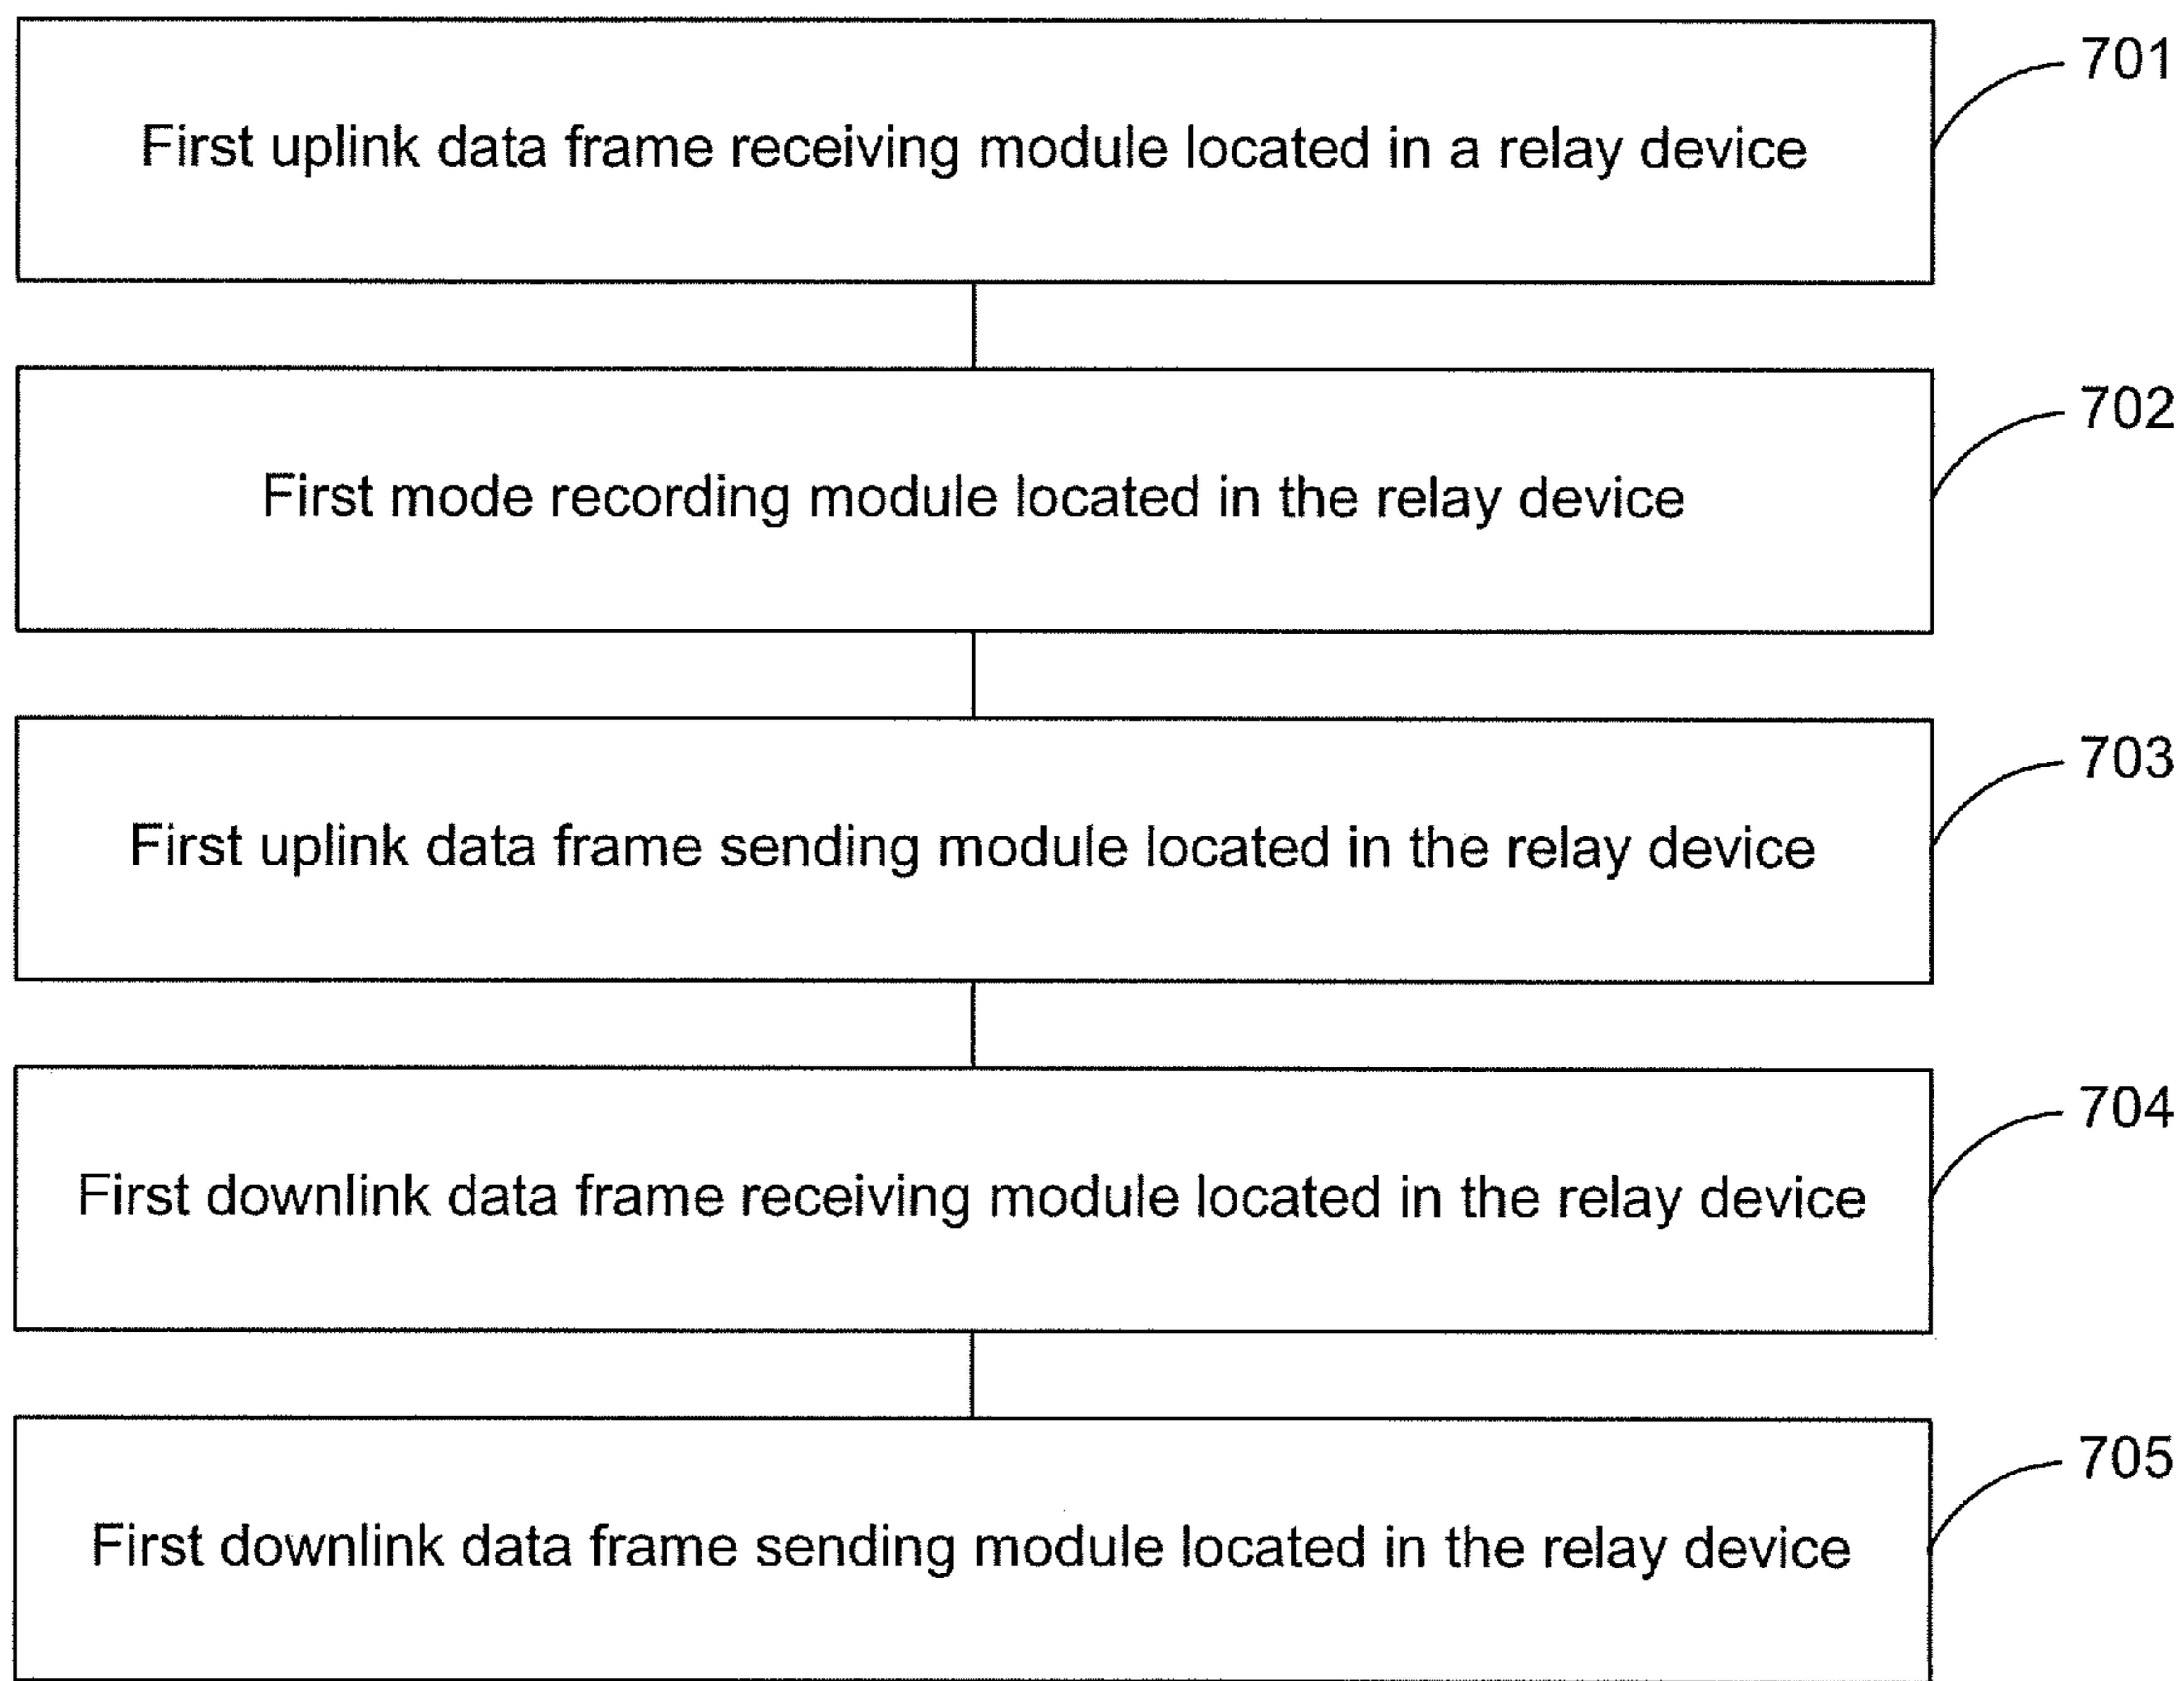 701
First uplink data frame receiving module located in a relay device
702
First mode recording module located in the relay device
703
First uplink data frame sending module located in the relay device
704
First downlink data frame receiving module located in the relay device
705
First downlink data frame sending module located in the relay device